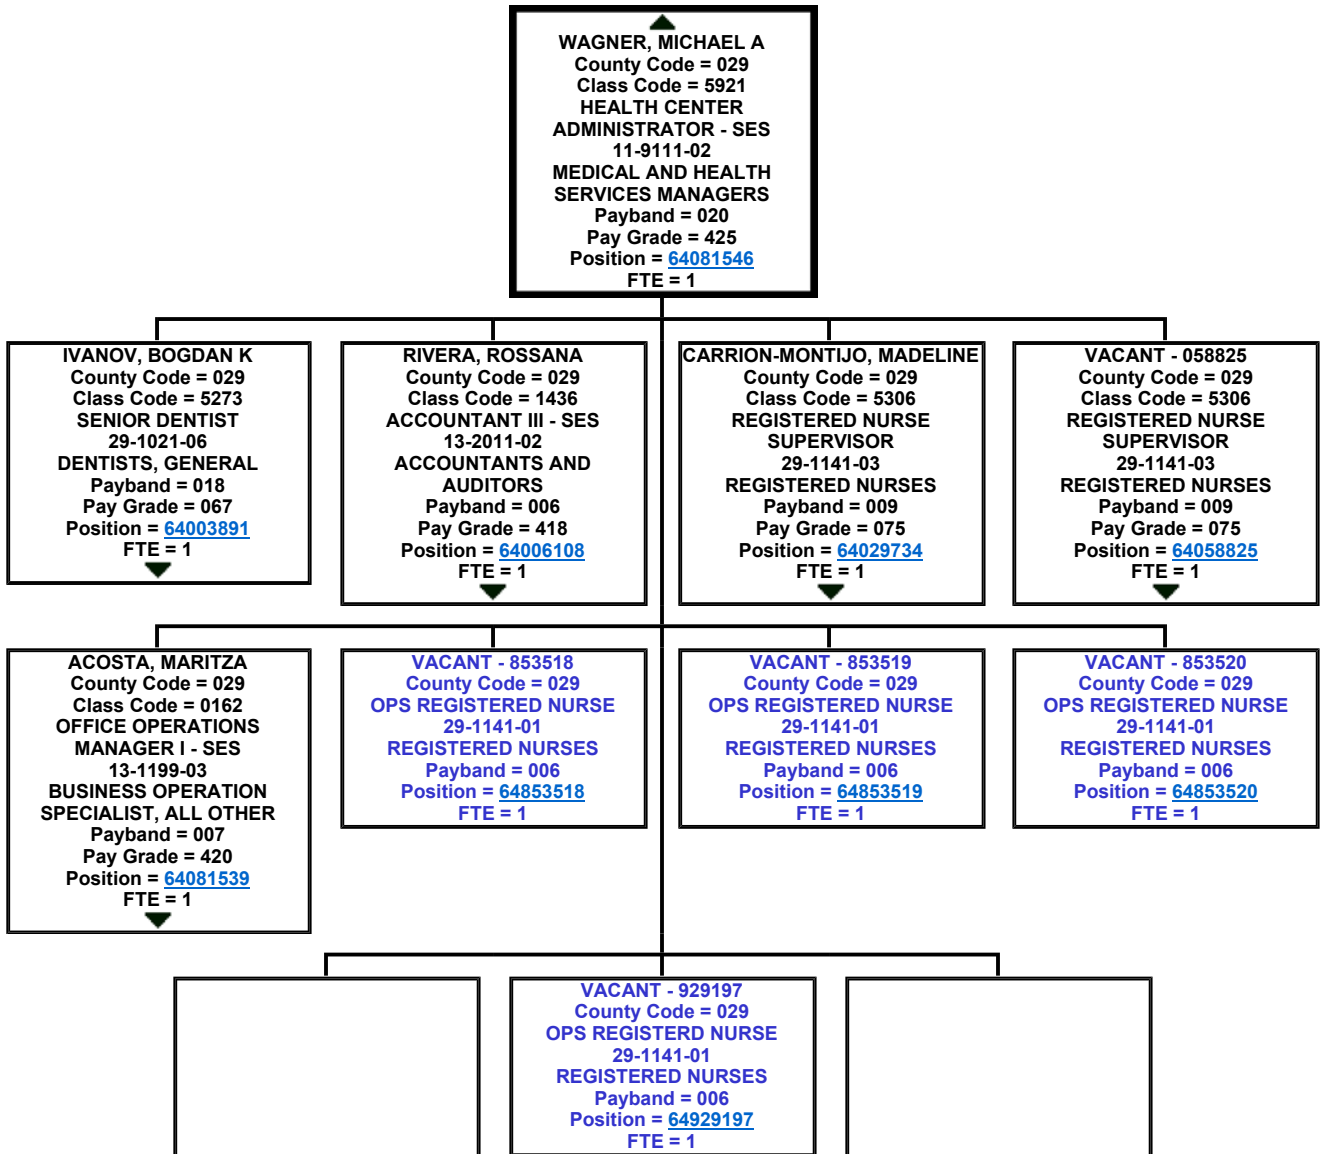 WAGNER, MICHAEL A
County Code = 029
Class Code = 5921
HEALTH CENTER
ADMINISTRATOR - SES
11-9111-02
MEDICAL AND HEALTH
SERVICES MANAGERS
Payband = 020
Pay Grade = 425
Position = 64081546
FTE = 1
IVANOV, BOGDAN K
County Code = 029
Class Code = 5273
SENIOR DENTIST
29-1021-06
DENTISTS, GENERAL
Payband = 018
Pay Grade = 067
Position = 64003891
FTE = 1
RIVERA, ROSSANA
County Code = 029
Class Code = 1436
ACCOUNTANT III - SES
13-2011-02
ACCOUNTANTS AND
AUDITORS
Payband = 006
Pay Grade = 418
Position = 64006108
FTE = 1
CARRION-MONTIJO, MADELINE
County Code = 029
Class Code = 5306
REGISTERED NURSE
SUPERVISOR
29-1141-03
REGISTERED NURSES
Payband = 009
Pay Grade = 075
Position = 64029734
FTE = 1
VACANT - 058825
County Code = 029
Class Code = 5306
REGISTERED NURSE
SUPERVISOR
29-1141-03
REGISTERED NURSES
Payband = 009
Pay Grade = 075
Position = 64058825
FTE = 1
ACOSTA, MARITZA
County Code = 029
Class Code = 0162
OFFICE OPERATIONS
MANAGER I - SES
13-1199-03
BUSINESS OPERATION
SPECIALIST, ALL OTHER
Payband = 007
Pay Grade = 420
Position = 64081539
FTE = 1
VACANT - 853518
County Code = 029
OPS REGISTERED NURSE
29-1141-01
REGISTERED NURSES
Payband = 006
Position = 64853518
FTE = 1
VACANT - 853519
County Code = 029
OPS REGISTERED NURSE
29-1141-01
REGISTERED NURSES
Payband = 006
Position = 64853519
FTE = 1
VACANT - 853520
County Code = 029
OPS REGISTERED NURSE
29-1141-01
REGISTERED NURSES
Payband = 006
Position = 64853520
FTE = 1
VACANT - 929197
County Code = 029
OPS REGISTERD NURSE
29-1141-01
REGISTERED NURSES
Payband = 006
Position = 64929197
FTE = 1